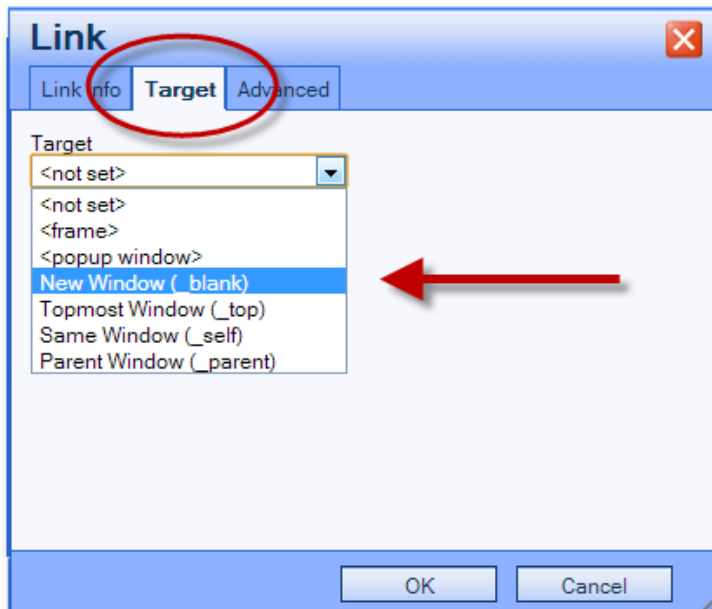 Link
Link Info Target Advanced
Target
<not set>
<not set>
<frame>
<popup window>
New Window (_blank)
Topmost Window (_top)
Same Window (_self)
Parent Window (_parent)
OK Cancel